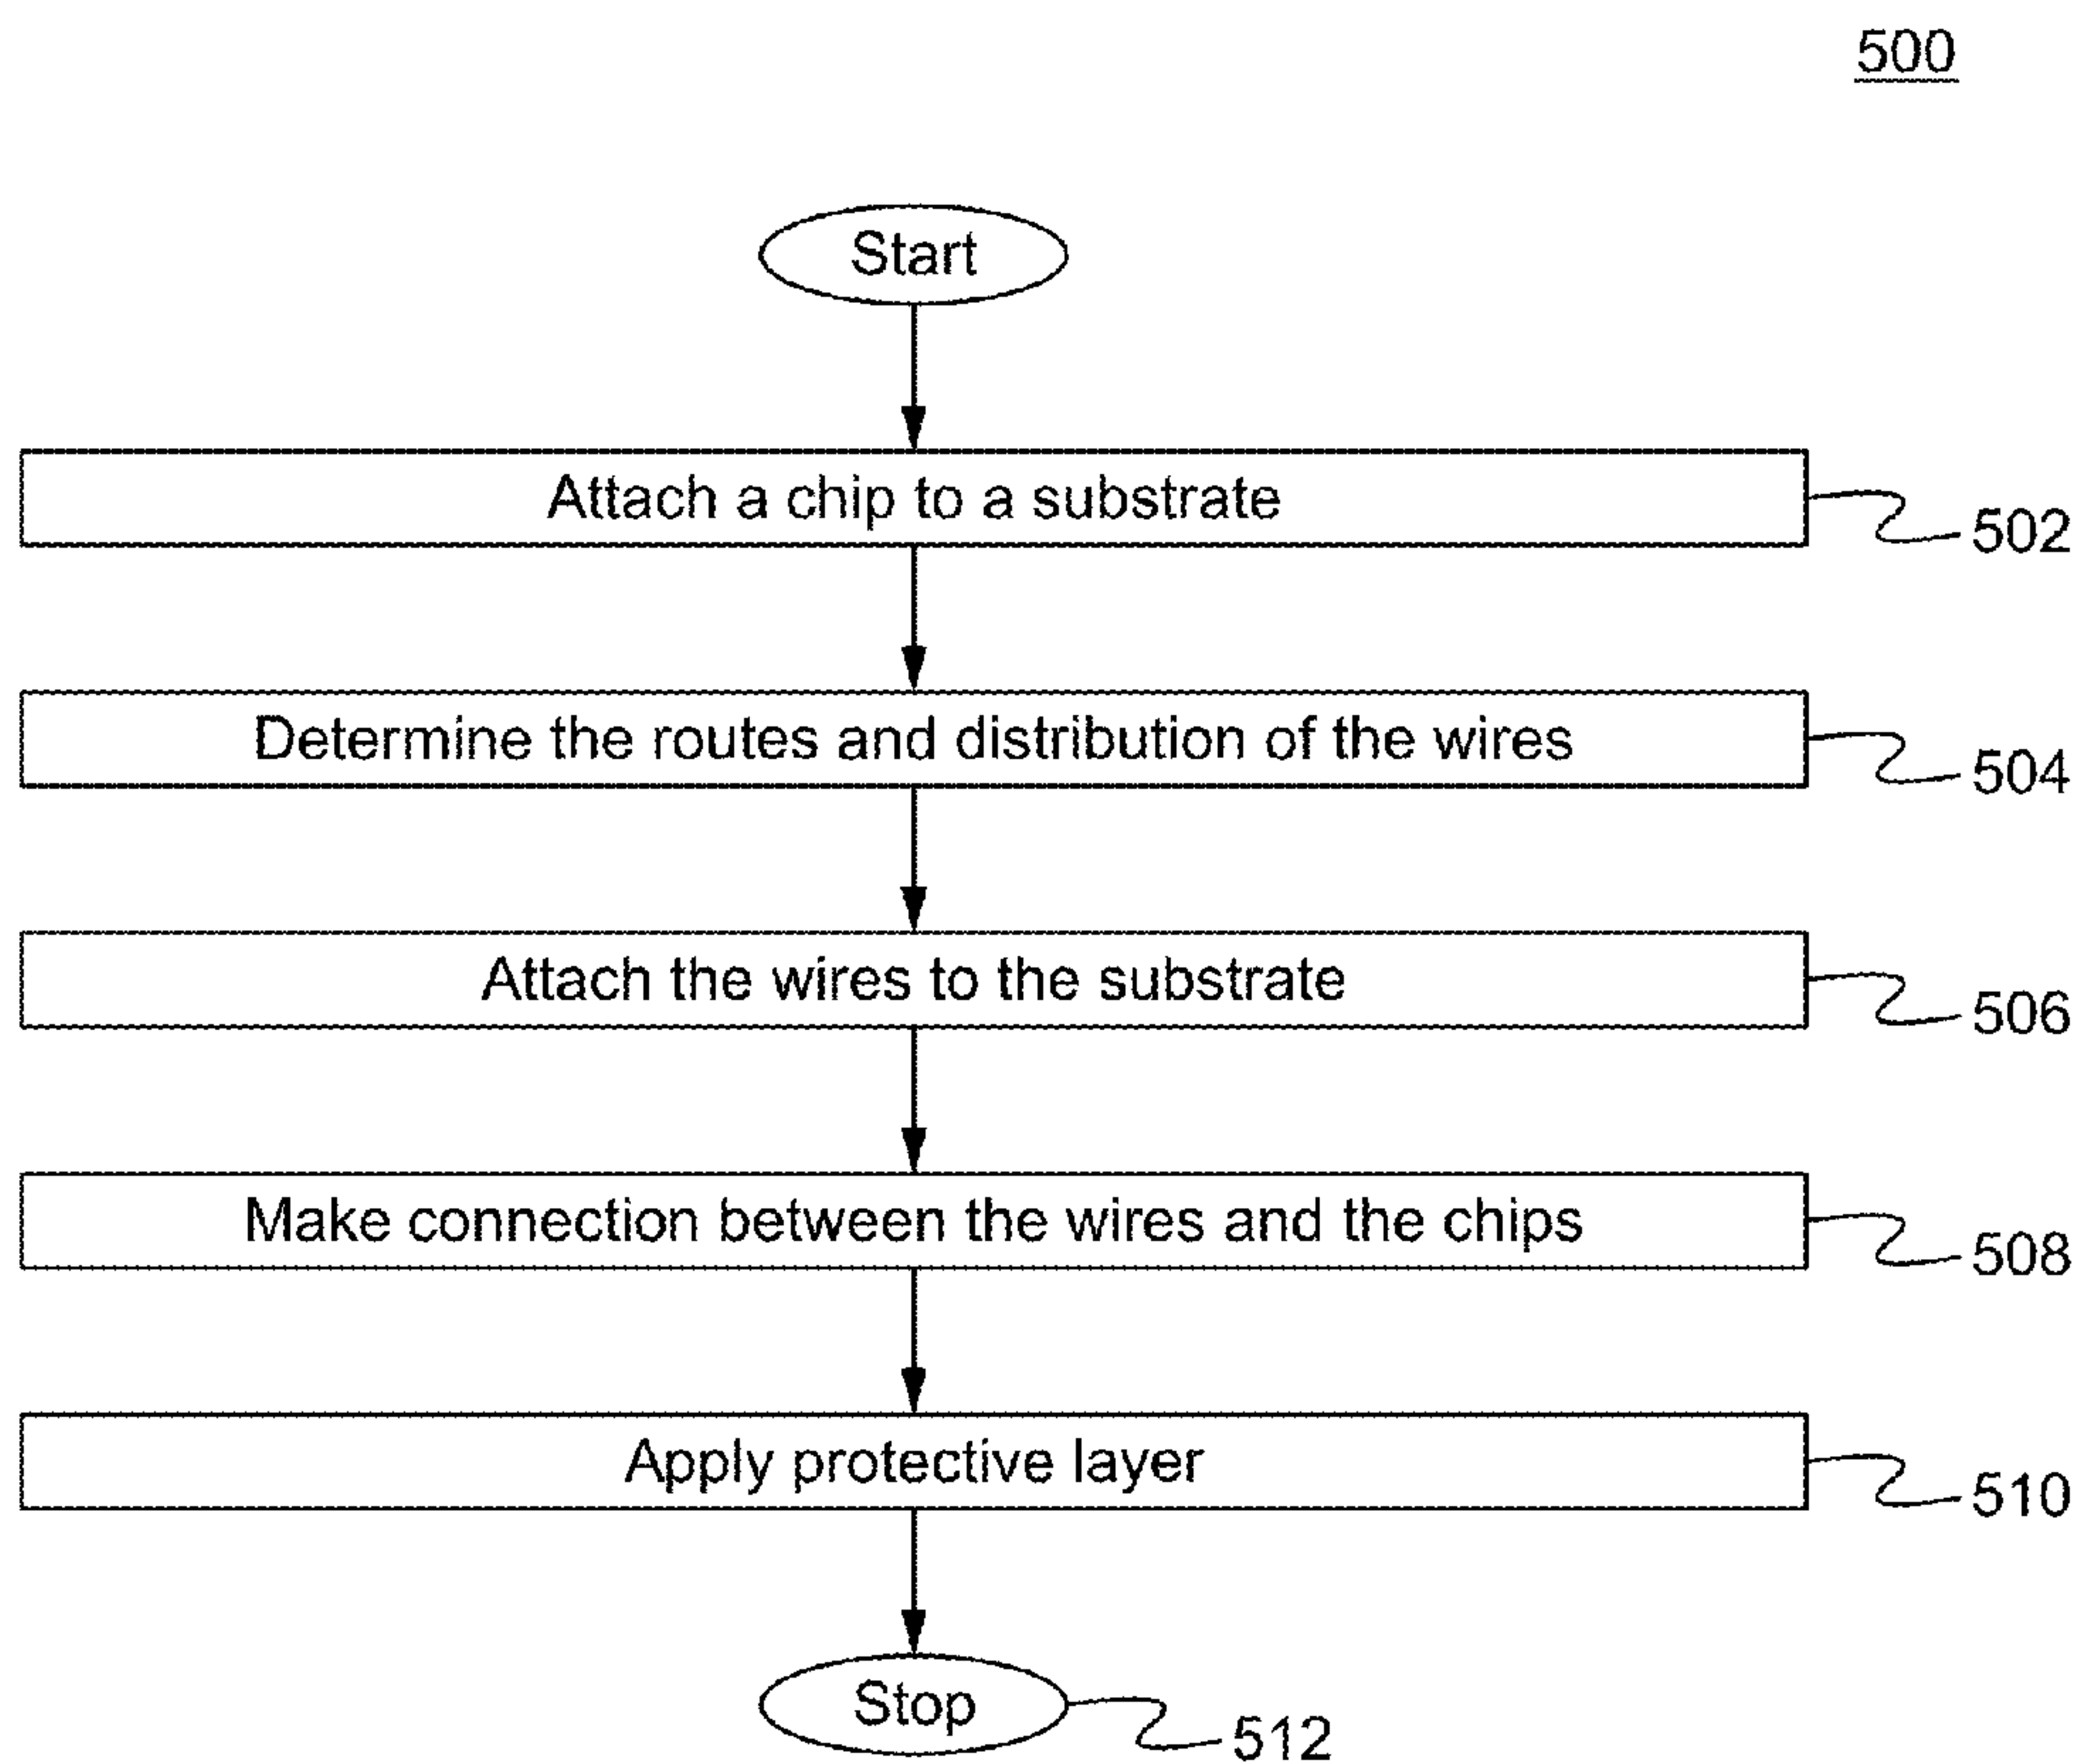 500
Start
Attach a chip to a substrate
502
Determine the routes and distribution of the wires
504
Attach the wires to the substrate
506
Make connection between the wires and the chips
508
Apply protective layer
510
Stop
512